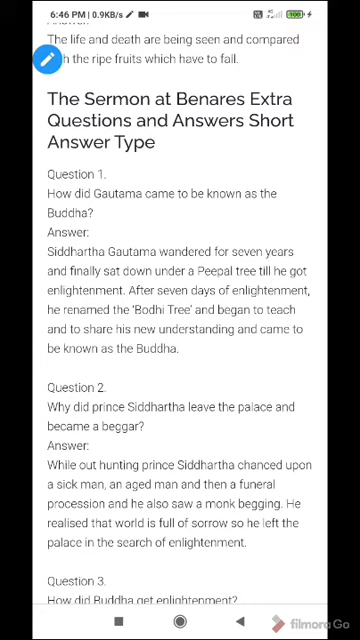 6:46 PM | 0.9KB/s
100
The life and death are being seen and compared
the ripe fruits which have to fall.
The Sermon at Benares Extra
Questions and Answers Short
Answer Type
Question 1.
How did Gautama came to be known as the
Buddha?
Answer:
Siddhartha Gautama wandered for seven years
and finally sat down under a Peepal tree till he got
enlightenment. After seven days of enlightenment,
he renamed the ‘Bodhi Tree’ and began to teach
and to share his new understanding and came to
be known as the Buddha.
Question 2.
Why did prince Siddhartha leave the palace and
became a beggar?
Answer:
While out hunting prince Siddhartha chanced upon
a sick man, an aged man and then a funeral
procession and he also saw a monk begging. He
realised that world is full of sorrow so he left the
palace in the search of enlightenment.
Question 3.
How did Buddha get enlightenment?
filmora Go